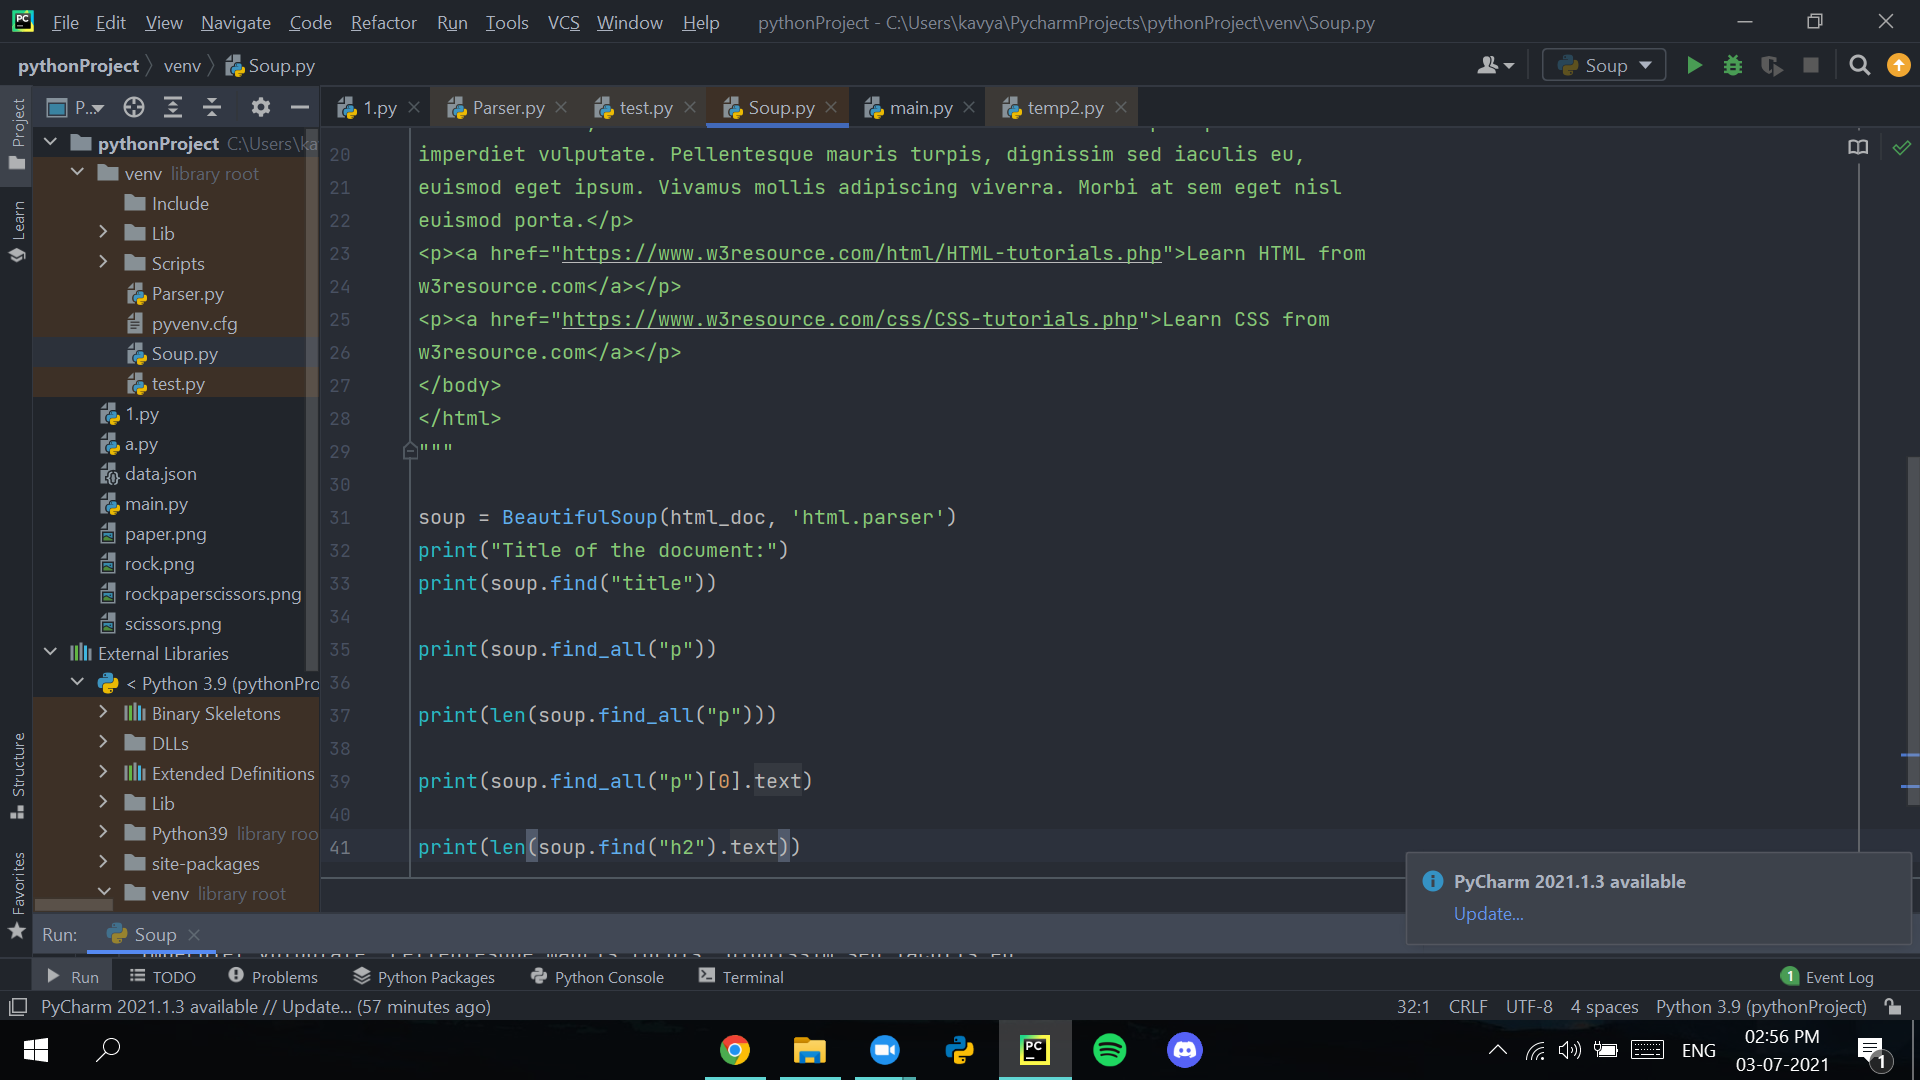 File Edit View Navigate Code Refactor Run Tools VCS Window Help pythonProject - C:\Users\kavya\PycharmProjects\pythonProject\venv\Soup.py
pythonProject venv Soup.py Soup
P... 1.py Parser.py test.py Soup.py main.py temp2.py
Project
Learn
Structure
Favorites
pythonProject C:\Users\ka
venv library root
Include
Lib
Scripts
Parser.py
pyvenv.cfg
Soup.py
test.py
1.py
a.py
data.json
main.py
paper.png
rock.png
rockpaperscissors.png
scissors.png
External Libraries
< Python 3.9 (pythonPro
Binary Skeletons
DLLs
Extended Definitions
Lib
Python39 library roo
site-packages
venv library root
20 imperdiet vulputate. Pellentesque mauris turpis, dignissim sed iaculis eu,
21 euismod eget ipsum. Vivamus mollis adipiscing viverra. Morbi at sem eget nisl
22 euismod porta.</p>
23 <p><a href="https://www.w3resource.com/html/HTML-tutorials.php">Learn HTML from
24 w3resource.com</a></p>
25 <p><a href="https://www.w3resource.com/css/CSS-tutorials.php">Learn CSS from
26 w3resource.com</a></p>
27 </body>
28 </html>
29 """
30
31 soup = BeautifulSoup(html_doc, 'html.parser')
32 print("Title of the document:")
33 print(soup.find("title"))
34
35 print(soup.find_all("p"))
36
37 print(len(soup.find_all("p")))
38
39 print(soup.find_all("p")[0].text)
40
41 print(len(soup.find("h2").text))
PyCharm 2021.1.3 available
Update...
Run: Soup
Run TODO Problems Python Packages Python Console Terminal 1 Event Log
PyCharm 2021.1.3 available // Update... (57 minutes ago) 32:1 CRLF UTF-8 4 spaces Python 3.9 (pythonProject)
PC ENG 02:56 PM
03-07-2021 1